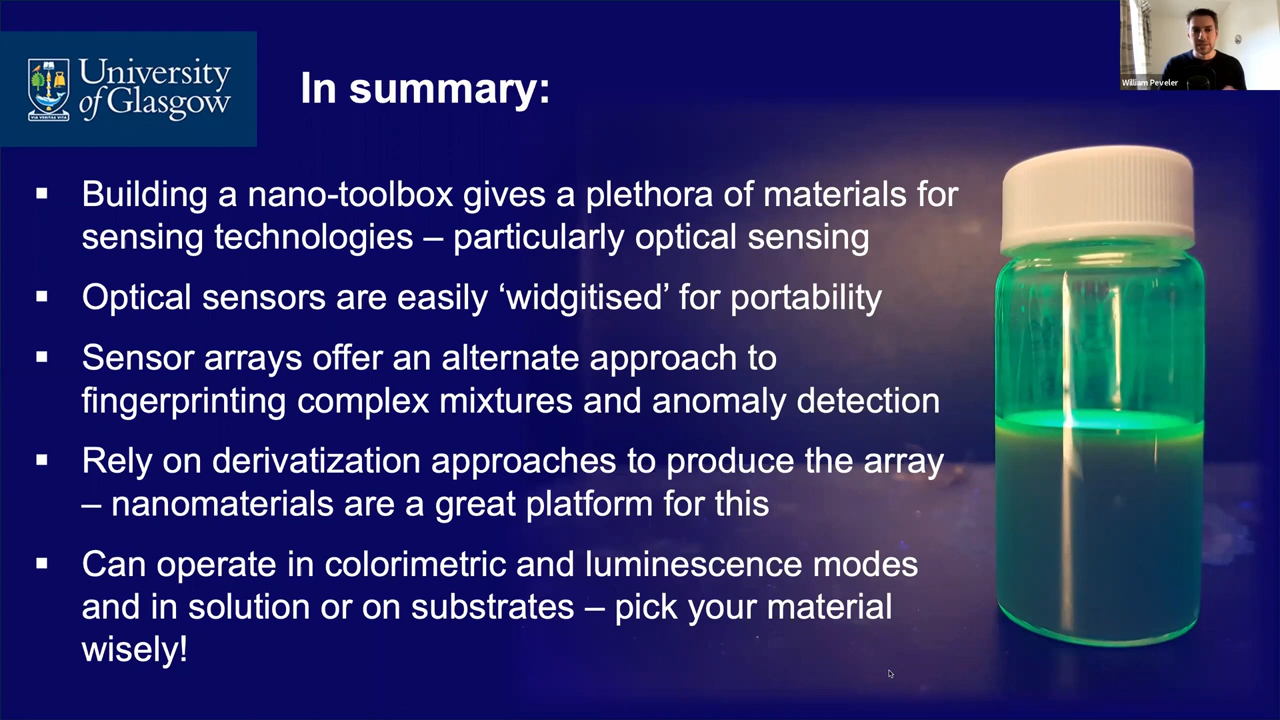 University
of Glasgow
VIA VERITAS VITA
In summary:
William Peveler
▪ Building a nano-toolbox gives a plethora of materials for
sensing technologies – particularly optical sensing
▪ Optical sensors are easily ‘widgitised’ for portability
▪ Sensor arrays offer an alternate approach to
fingerprinting complex mixtures and anomaly detection
▪ Rely on derivatization approaches to produce the array
– nanomaterials are a great platform for this
▪ Can operate in colorimetric and luminescence modes
and in solution or on substrates – pick your material
wisely!